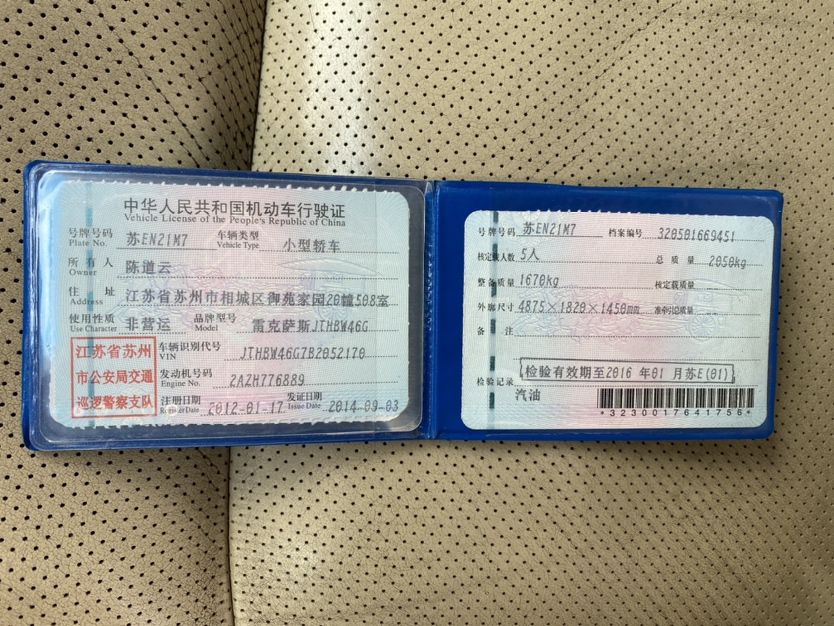 中华人民共和国机动车行驶证
Vehicle License of the People's Republic of China
号牌号码 苏EN21M7 车辆类型 小型轿车
Plate No. Vehicle Type
所有人 陈道云
Owner
住址 江苏省苏州市相城区御苑家园20幢508室
Address
使用性质 非营运 品牌型号 雷克萨斯JTHBW46G
Use Character Model
江苏省苏州
市公安局交通
巡逻警察支队
车辆识别代号 JTHBW46G7B2052170
VIN
发动机号码 2AZH776889
Engine No.
注册日期 2012-01-17 发证日期 2014-09-03
Register Date Issue Date
号牌号码 苏EN21M7 档案编号 320501669451
核定载人数 5人 总质量 2050kg
整备质量 1670kg 核定载质量
外廓尺寸 4875×1820×1450mm 准牵引总质量
备注
检验记录 检验有效期至2016年01月苏E(01)
汽油
*3230017641756*